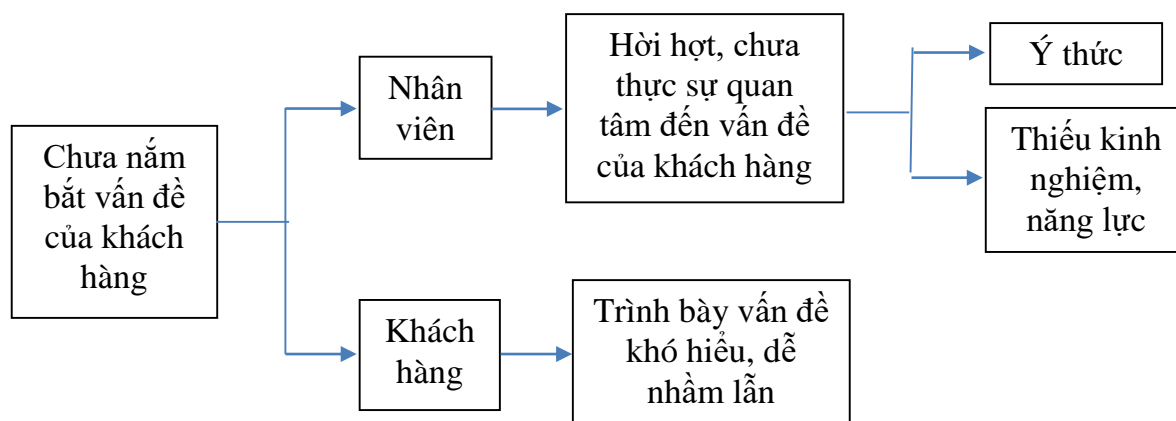 Chưa nắm
bắt vấn đề
của khách
hàng
Nhân
viên
Hời hợt, chưa
thực sự quan
tâm đến vấn đề
của khách hàng
Ý thức
Thiếu kinh
nghiệm,
năng lực
Khách
hàng
Trình bày vấn đề
khó hiểu, dễ
nhầm lẫn